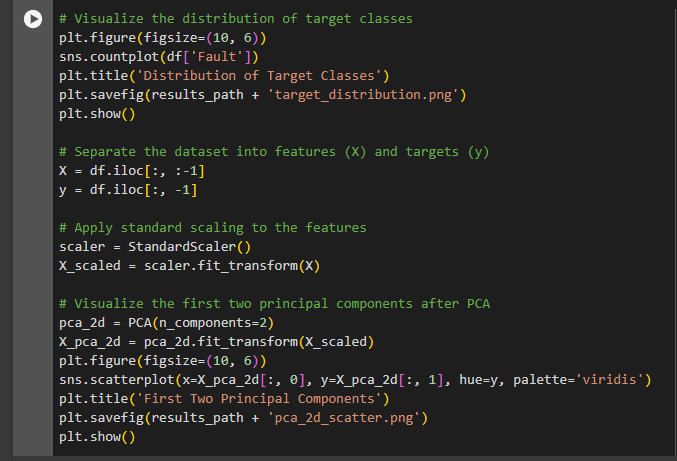 # Visualize the distribution of target classes
plt.figure(figsize=(10, 6))
sns.countplot(df['Fault'])
plt.title('Distribution of Target Classes')
plt.savefig(results_path + 'target_distribution.png')
plt.show()

# Separate the dataset into features (X) and targets (y)
X = df.iloc[:, :-1]
y = df.iloc[:, -1]

# Apply standard scaling to the features
scaler = StandardScaler()
X_scaled = scaler.fit_transform(X)

# Visualize the first two principal components after PCA
pca_2d = PCA(n_components=2)
X_pca_2d = pca_2d.fit_transform(X_scaled)
plt.figure(figsize=(10, 6))
sns.scatterplot(x=X_pca_2d[:, 0], y=X_pca_2d[:, 1], hue=y, palette='viridis')
plt.title('First Two Principal Components')
plt.savefig(results_path + 'pca_2d_scatter.png')
plt.show()